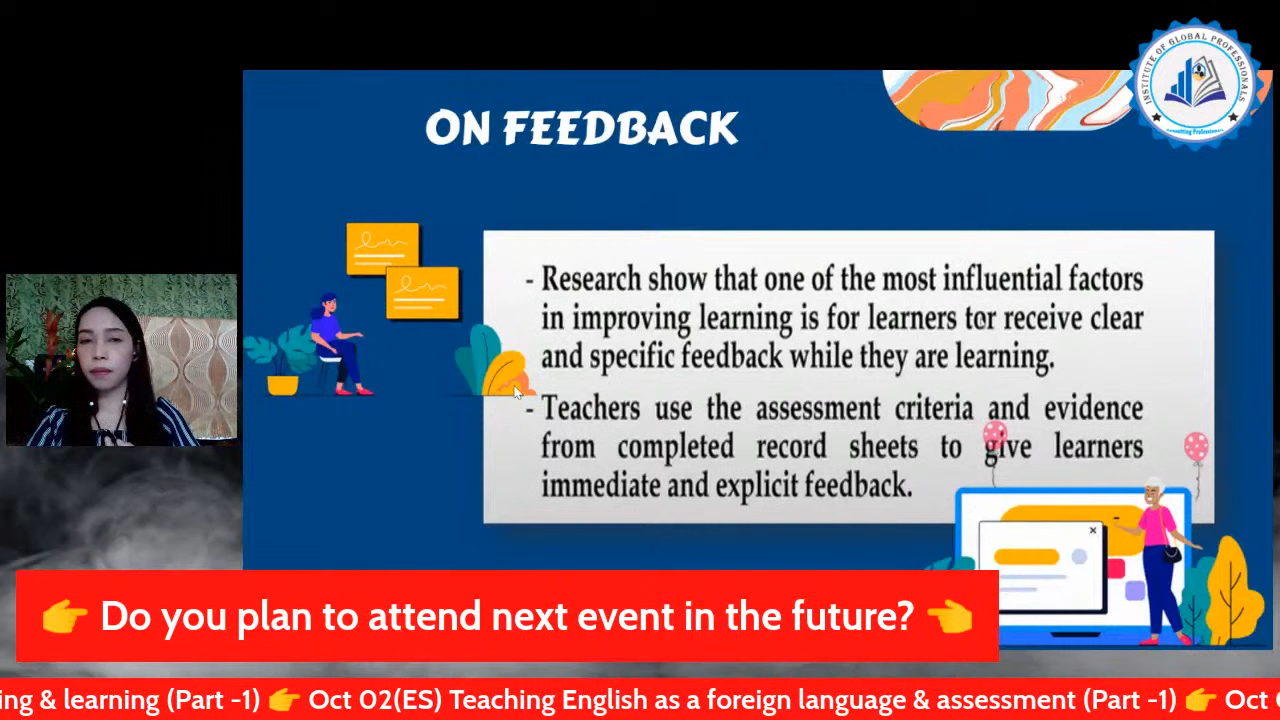 INSTITUTE OF GLOBAL PROFESSIONALS
ON FEEDBACK
- Research show that one of the most influential factors
in improving learning is for learners tor receive clear
and specific feedback while they are learning.
- Teachers use the assessment criteria and evidence
from completed record sheets to give learners
immediate and explicit feedback.
👉 Do you plan to attend next event in the future? 👈
ing & learning (Part -1) 👉 Oct 02(ES) Teaching English as a foreign language & assessment (Part -1) 👉 Oct